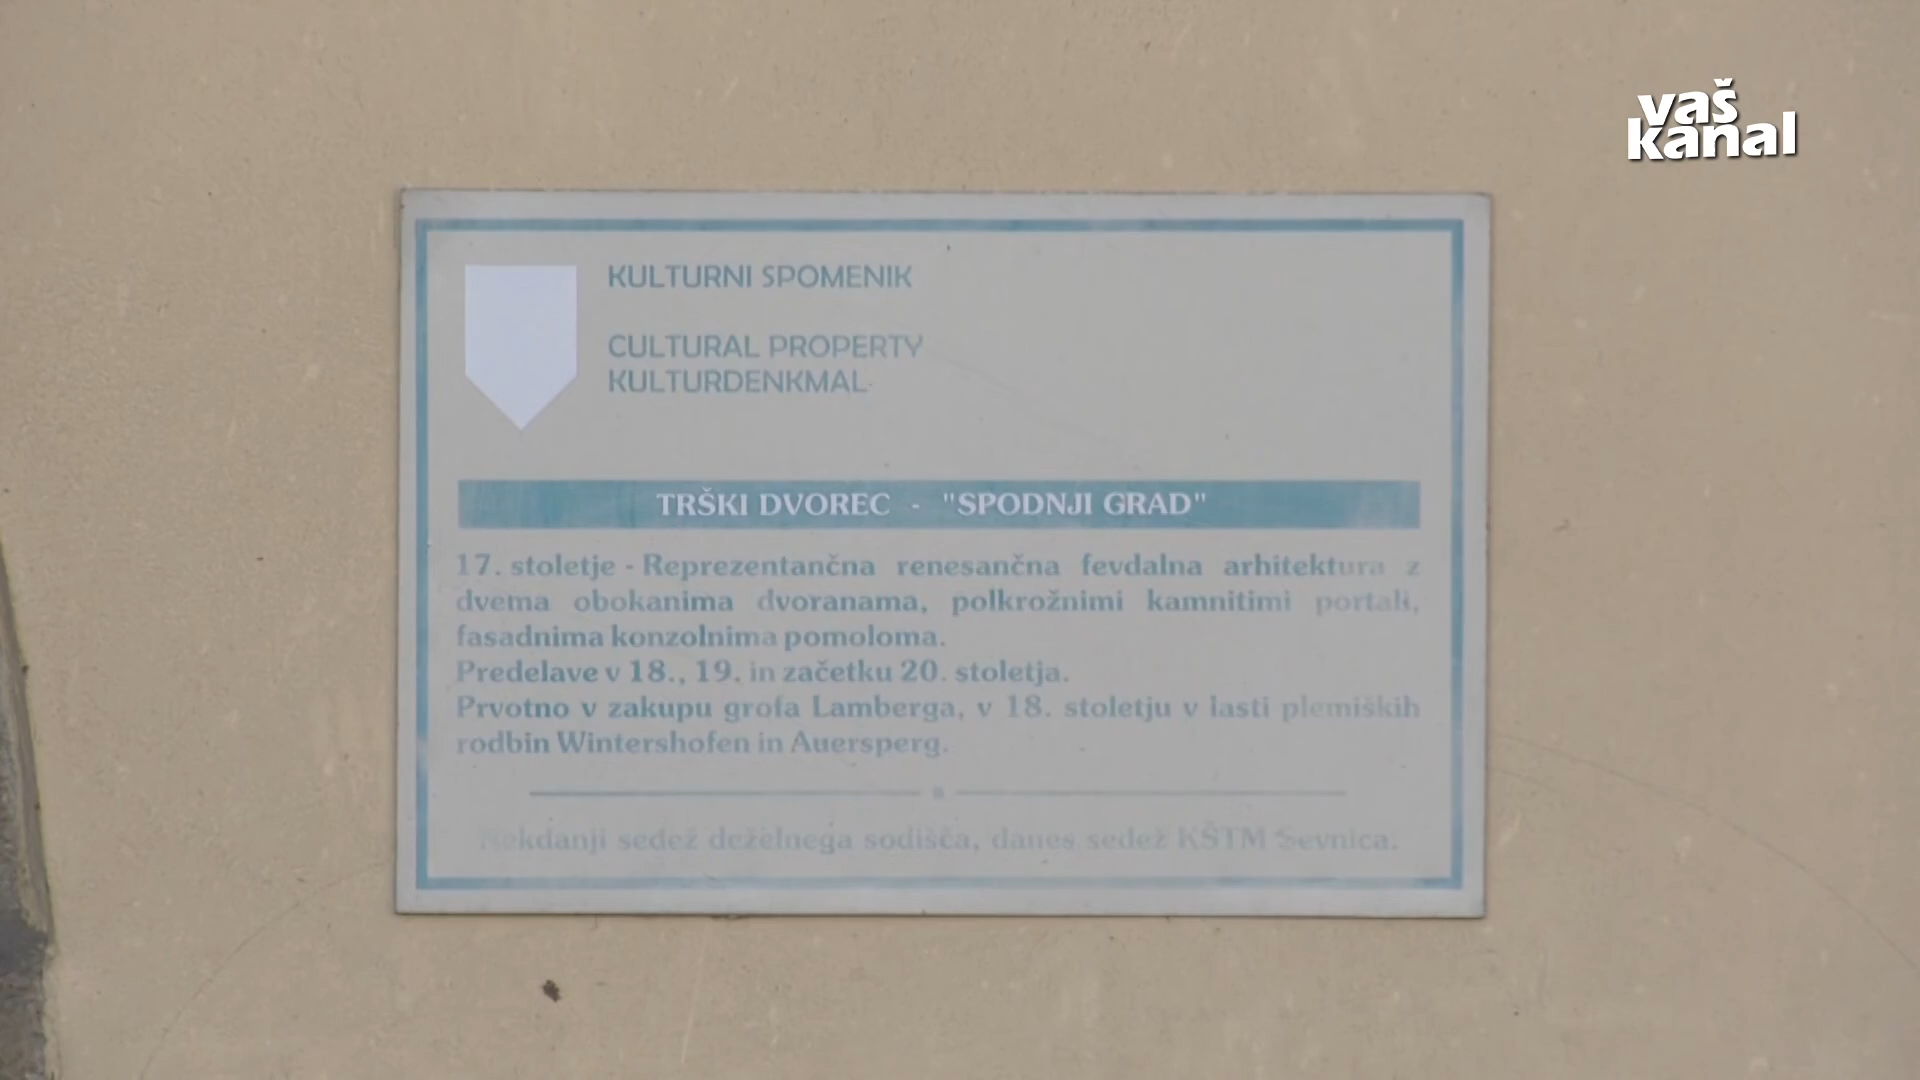 vaš
kanal
KULTURNI SPOMENIK
CULTURAL PROPERTY
KULTURDENKMAL
TRŠKI DVOREC - "SPODNJI GRAD"
17. stoletje - Reprezentančna renesančna fevdalna arhitektura z
dvema obokanima dvoranama, polkrožnimi kamnitimi portali,
fasadnima konzolnima pomoloma.
Predelave v 18., 19. in začetku 20. stoletja.
Prvotno v zakupu grofa Lamberga, v 18. stoletju v lasti plemiških
rodbin Wintershofen in Auersperg.
Nekdanji sedež deželnega sodišča, danes sedež KŠTM Sevnica.